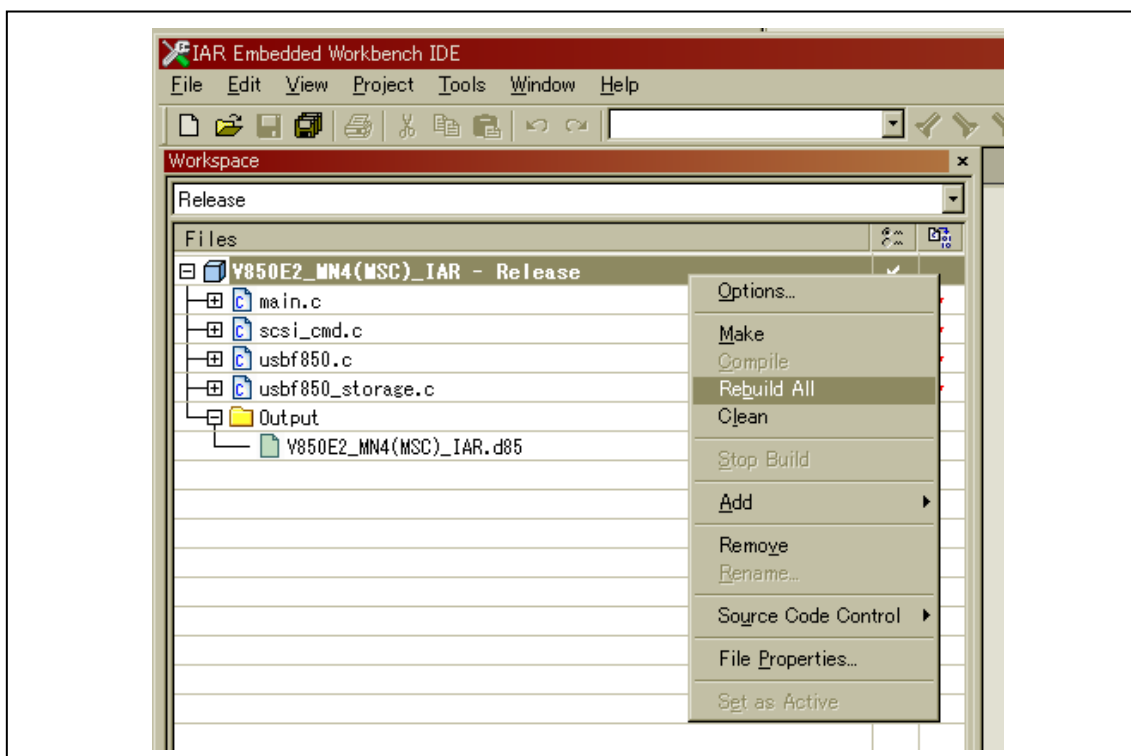 IAR Embedded Workbench IDE
File Edit View Project Tools Window Help
Workspace
Release
Files
V850E2_MN4(MSC)_IAR - Release
main.c
scsi_cmd.c
usbf850.c
usbf850_storage.c
Output
V850E2_MN4(MSC)_IAR.d85
Options...
Make
Compile
Rebuild All
Clean
Stop Build
Add
Remove
Rename...
Source Code Control
File Properties...
Set as Active